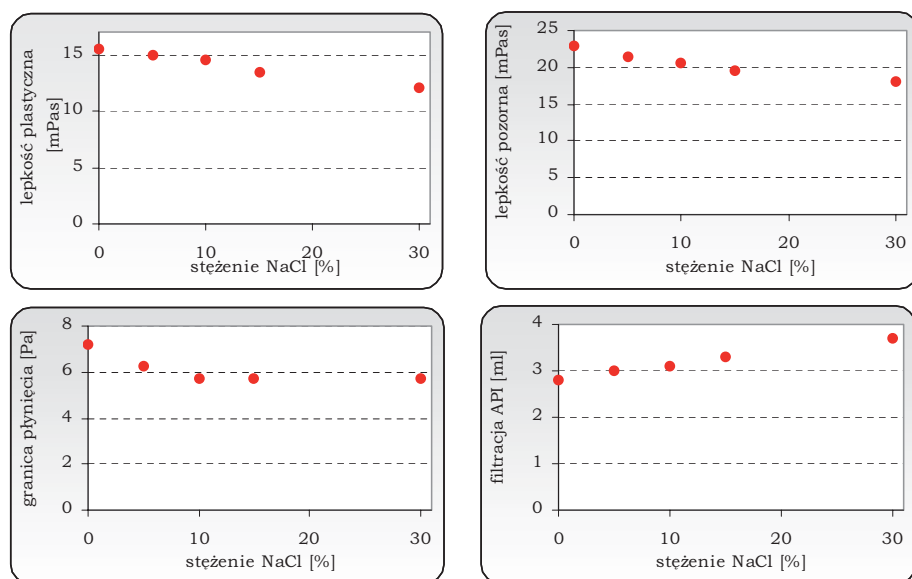 lepkość plastyczna
[mPas]
15
10
5
0
0 10 20 30
stężenie NaCl [%]
lepkość pozorna [mPas]
25
20
15
10
5
0
0 10 20 30
stężenie NaCl [%]
granica płynięcia [Pa]
8
6
4
2
0
0 10 20 30
stężenie NaCl [%]
filtracja API [ml]
4
3
2
1
0
0 10 20 30
stężenie NaCl [%]